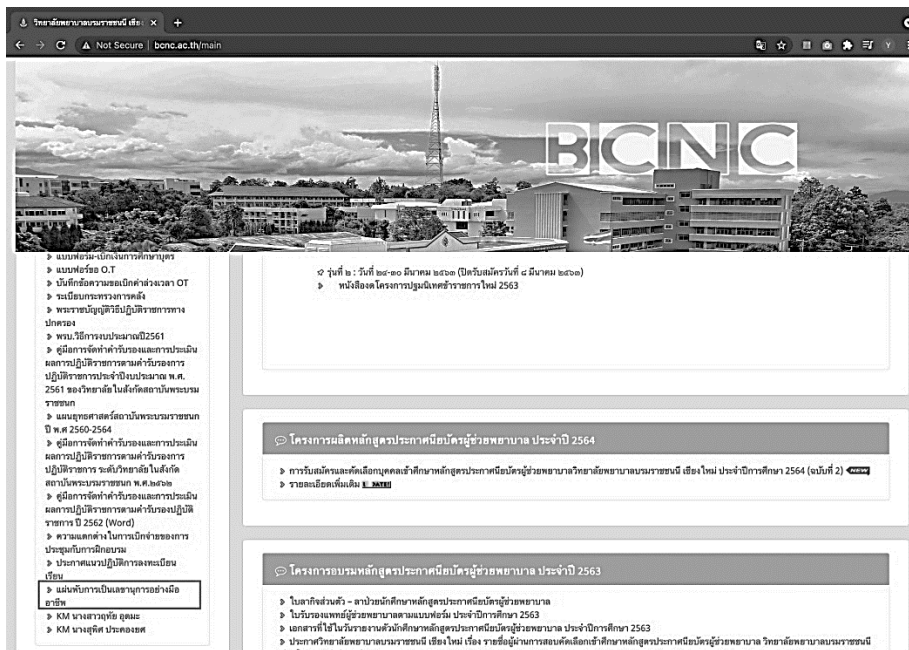 วิทยาลัยพยาบาลบรมราชชนนี เชียง
Not Secure | bcnc.ac.th/main
BCNC
แบบฟอร์ม-เบิกเงินการศึกษาบุตร
แบบฟอร์มขอ O.T
บันทึกข้อความขอเบิกค่าล่วงเวลา OT
ระเบียบกระทรวงการคลัง
พระราชบัญญัติวิธีปฏิบัติราชการทาง
ปกครอง
พรบ.วิธีการงบประมาณปี2561
คู่มือการจัดทำคำรับรองและการประเมิน
ผลการปฏิบัติราชการตามคำรับรองการ
ปฏิบัติราชการประจำปีงบประมาณ พ.ศ.
2561 ของวิทยาลัยในสังกัดสถาบันพระบรม
ราชชนก
แผนยุทธศาสตร์สถาบันพระบรมราชชนก
ปี พ.ศ 2560-2564
คู่มือการจัดทำคำรับรองและการประเมิน
ผลการปฏิบัติราชการตามคำรับรองการ
ปฏิบัติราชการ ระดับวิทยาลัยในสังกัด
สถาบันพระบรมราชชนก พ.ศ.๒๕๖๒
คู่มือการจัดทำคำรับรองและการประเมิน
ผลการปฏิบัติราชการตามคำรับรองปฏิบัติ
ราชการ ปี 2562 (Word)
ความแตกต่างในการเบิกจ่ายของการ
ประชุมกับการฝึกอบรม
ประกาศแนวปฏิบัติการลงทะเบียน
เรียน
แผ่นพับการเป็นเลขานุการอย่างมือ
อาชีพ
KM นางสาวฤทัย อุดมะ
KM นางสุพิศ ประคองยศ
รุ่นที่ ๒ : วันที่ ๒๙-๓๐ มีนาคม ๒๕๖๓ (ปิดรับสมัครวันที่ ๘ มีนาคม ๒๕๖๓)
หนังสืองดโครงการปฐมนิเทศข้าราชการใหม่ 2563
โครงการผลิตหลักสูตรประกาศนียบัตรผู้ช่วยพยาบาล ประจำปี 2564
การรับสมัครและคัดเลือกบุคคลเข้าศึกษาหลักสูตรประกาศนียบัตรผู้ช่วยพยาบาลวิทยาลัยพยาบาลบรมราชชนนี เชียงใหม่ ประจำปีการศึกษา 2564 (ฉบับที่ 2) NEW
รายละเอียดเพิ่มเติม
โครงการอบรมหลักสูตรประกาศนียบัตรผู้ช่วยพยาบาล ประจำปี 2563
ใบลากิจส่วนตัว – ลาป่วยนักศึกษาหลักสูตรประกาศนียบัตรผู้ช่วยพยาบาล
ใบรับรองแพทย์ผู้ช่วยพยาบาลตามแบบฟอร์ม ประจำปีการศึกษา 2563
เอกสารที่ใช้ในวันรายงานตัวนักศึกษาหลักสูตรประกาศนียบัตรผู้ช่วยพยาบาล ประจำปีการศึกษา 2563
ประกาศวิทยาลัยพยาบาลบรมราชชนนี เชียงใหม่ เรื่อง รายชื่อผู้ผ่านการสอบคัดเลือกเข้าศึกษาหลักสูตรประกาศนียบัตรผู้ช่วยพยาบาล วิทยาลัยพยาบาลบรมราชชนนี